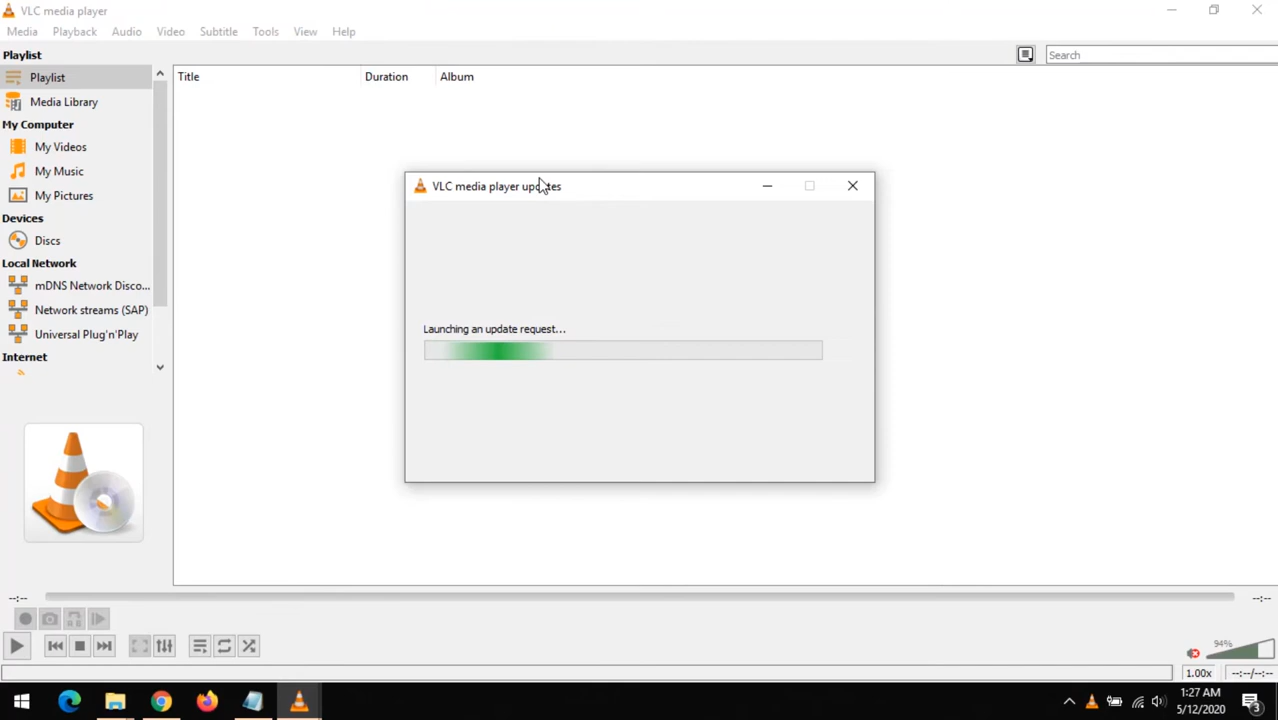 VLC media player
Media Playback Audio Video Subtitle Tools View Help
Playlist
Search
Playlist
Title Duration Album
Media Library
My Computer
My Videos
My Music
My Pictures
Devices
Discs
Local Network
mDNS Network Disco...
Network streams (SAP)
Universal Plug'n'Play
Internet
VLC media player updates
Launching an update request...
--:-- --:--
94%
1.00x --:--/--:--
1:27 AM
5/12/2020
3